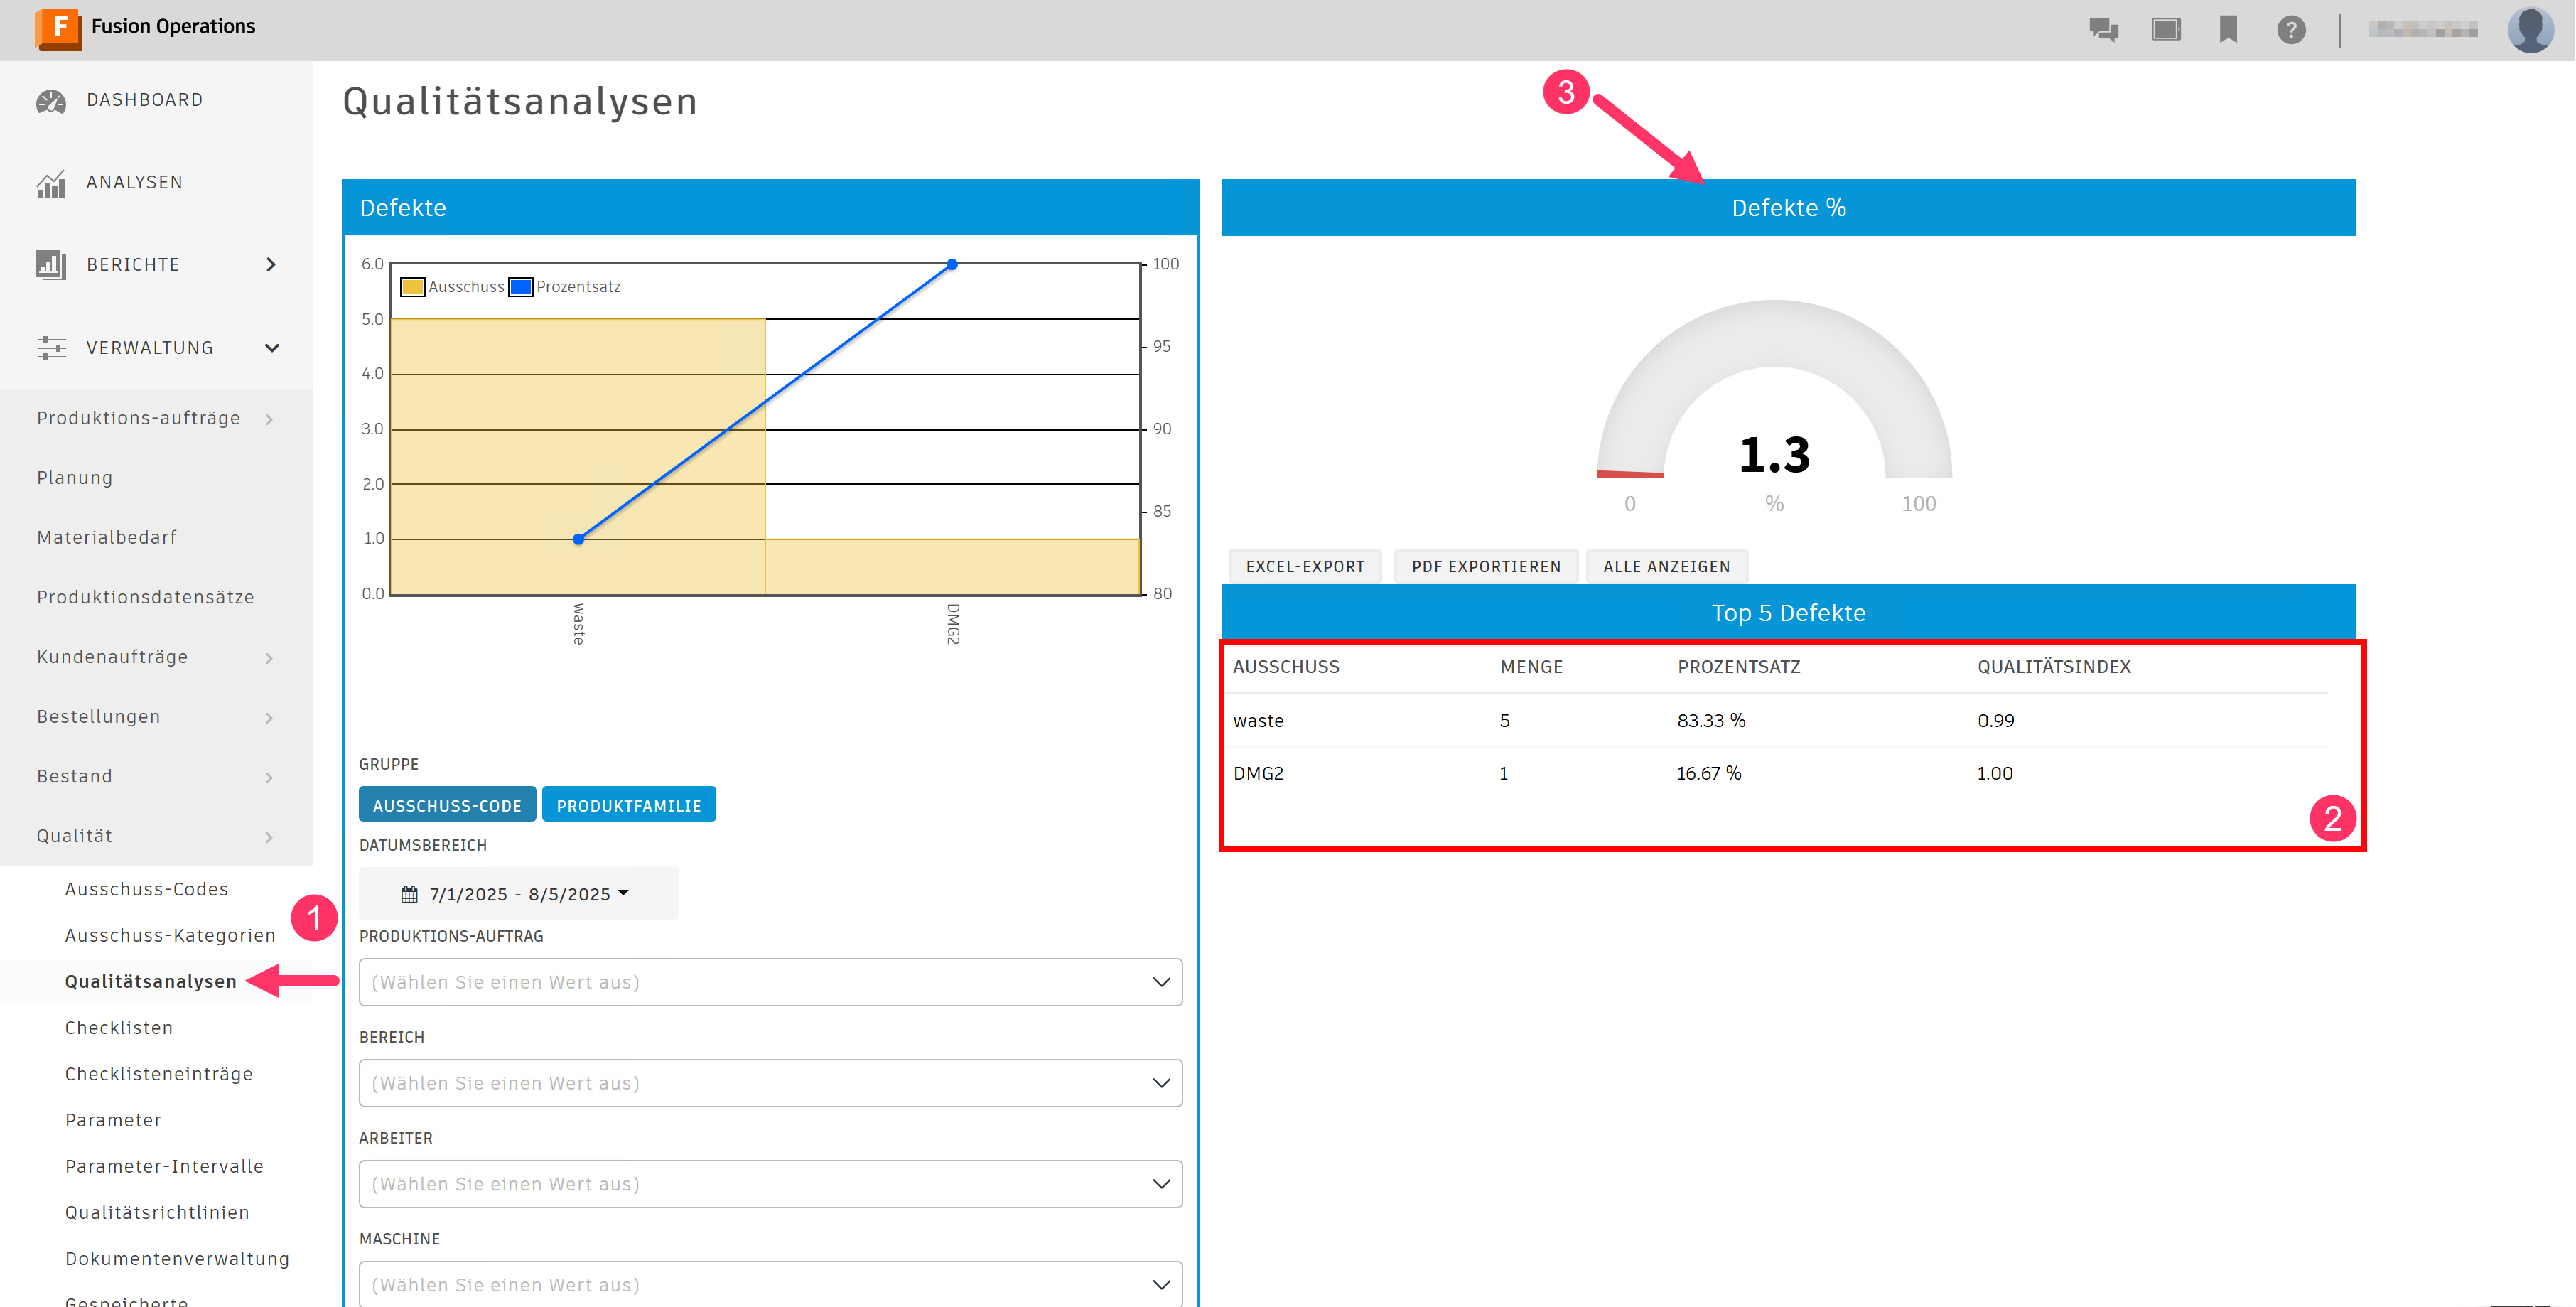 F Fusion Operations
?
DASHBOARD
ANALYSEN
BERICHTE
VERWALTUNG
Produktions-aufträge
Planung
Materialbedarf
Produktionsdatensätze
Kundenaufträge
Bestellungen
Bestand
Qualität
Ausschuss-Codes
Ausschuss-Kategorien
Qualitätsanalysen
Checklisten
Checklisteneinträge
Parameter
Parameter-Intervalle
Qualitätsrichtlinien
Dokumentenverwaltung
Gespeicherte
1
Qualitätsanalysen
3
Defekte
Ausschuss Prozentsatz
6.0
5.0
4.0
3.0
2.0
1.0
0.0
100
95
90
85
80
waste
DMG2
GRUPPE
AUSSCHUSS-CODE PRODUKTFAMILIE
DATUMSBEREICH
7/1/2025 - 8/5/2025
PRODUKTIONS-AUFTRAG
(Wählen Sie einen Wert aus)
BEREICH
(Wählen Sie einen Wert aus)
ARBEITER
(Wählen Sie einen Wert aus)
MASCHINE
(Wählen Sie einen Wert aus)
Defekte %
1.3
0 % 100
EXCEL-EXPORT PDF EXPORTIEREN ALLE ANZEIGEN
Top 5 Defekte
AUSSCHUSS MENGE PROZENTSATZ QUALITÄTSINDEX
waste 5 83.33 % 0.99
DMG2 1 16.67 % 1.00
2